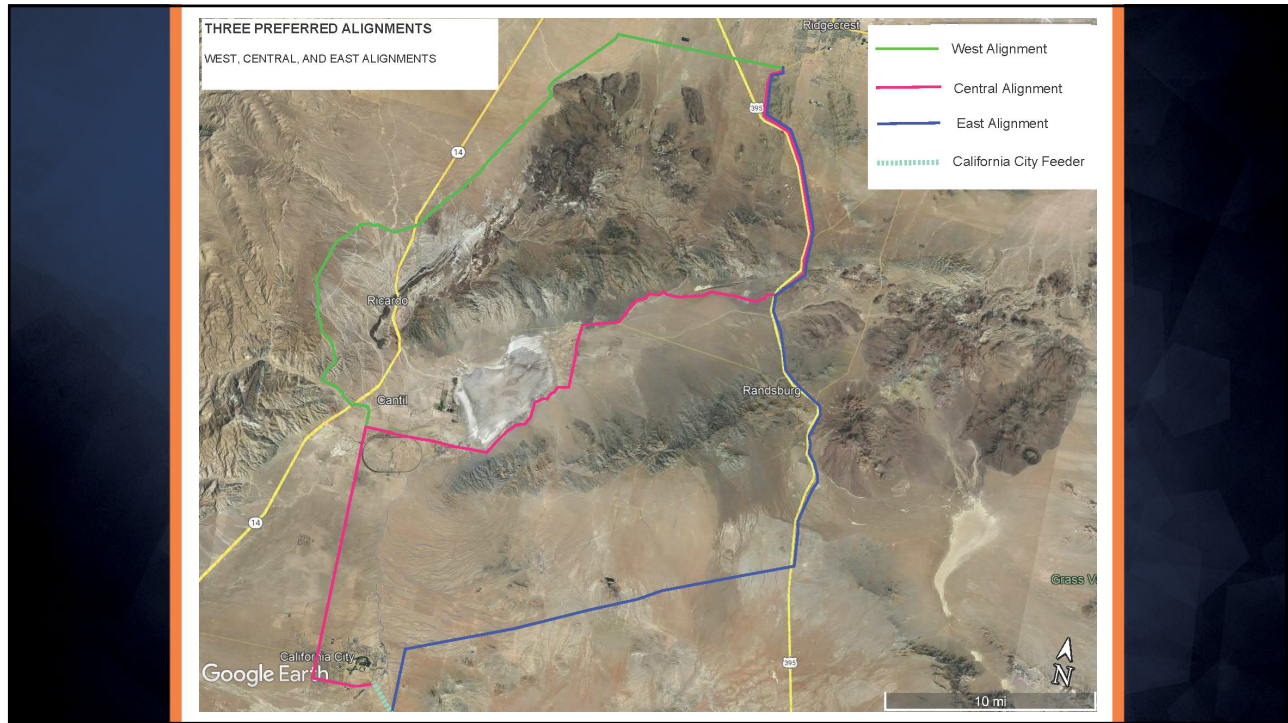 THREE PREFERRED ALIGNMENTS
WEST, CENTRAL, AND EAST ALIGNMENTS
Ridgecrest
West Alignment
Central Alignment
East Alignment
California City Feeder
395
14
Ricardo
Cantil
Randsburg
14
Grass V
California City
Google Earth
395
N
10 mi